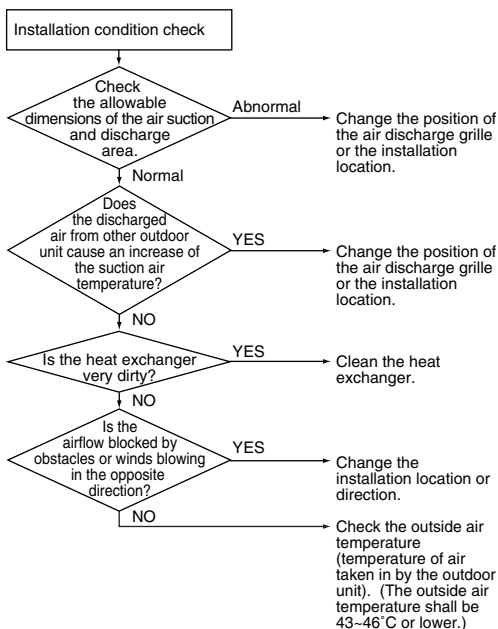 Installation condition check
Check
the allowable
dimensions of the air suction
and discharge
area.
Abnormal
Change the position of
the air discharge grille
or the installation
location.
Normal
Does
the discharged
air from other outdoor
unit cause an increase of
the suction air
temperature?
YES
Change the position of
the air discharge grille
or the installation
location.
NO
Is the heat exchanger
very dirty?
YES
Clean the heat
exchanger.
NO
Is the
airflow blocked by
obstacles or winds blowing
in the opposite
direction?
YES
Change the
installation location or
direction.
NO
Check the outside air
temperature
(temperature of air
taken in by the outdoor
unit). (The outside air
temperature shall be
43~46˚C or lower.)